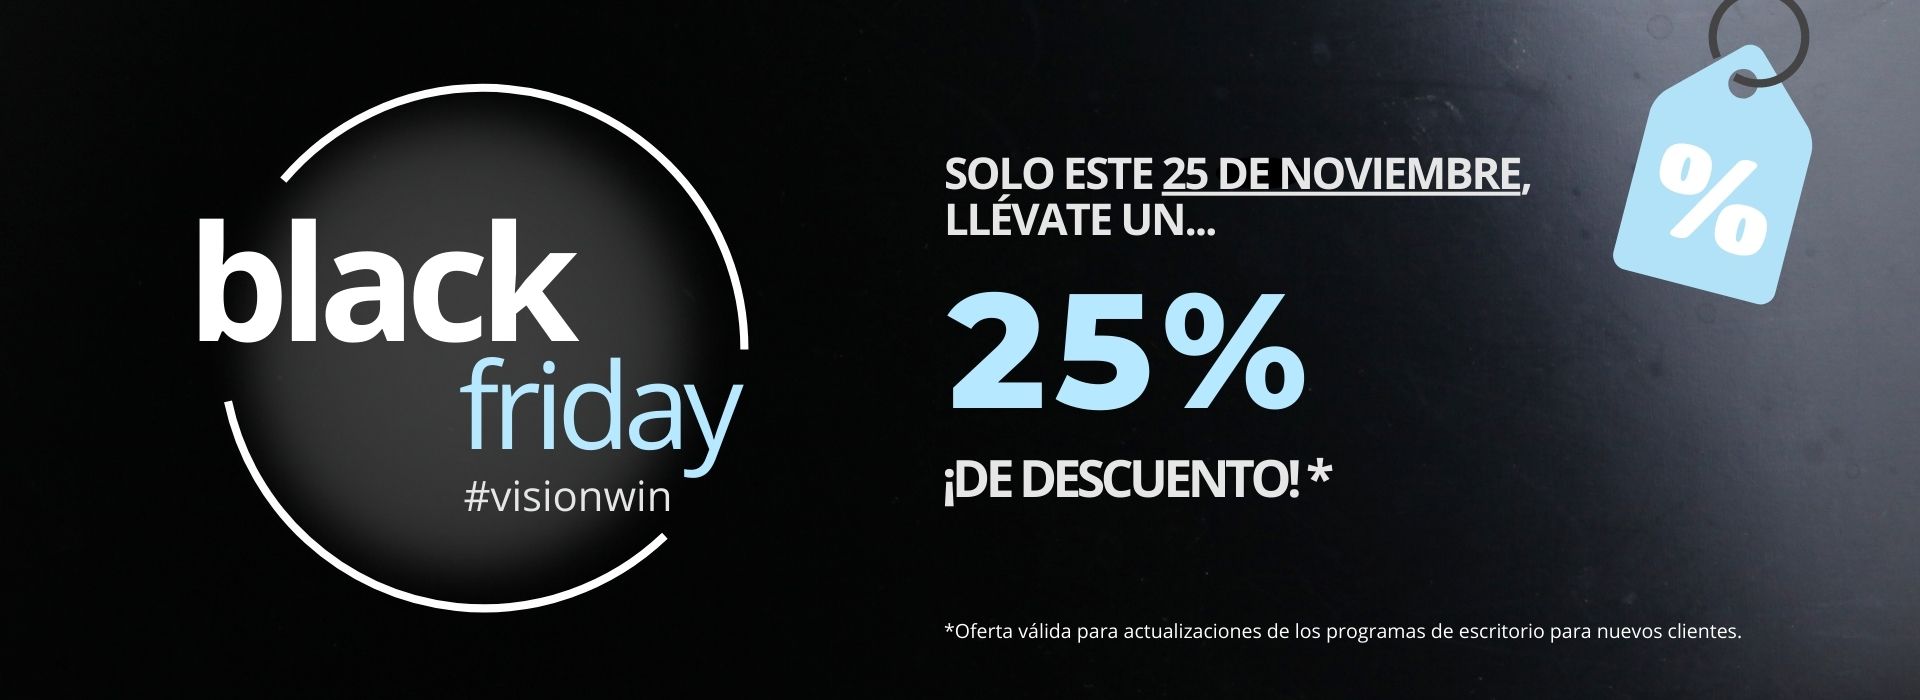 black
friday
#visionwin
SOLO ESTE 25 DE NOVIEMBRE,
LLÉVATE UN...
25%
¡DE DESCUENTO! *
%
*Oferta válida para actualizaciones de los programas de escritorio para nuevos clientes.